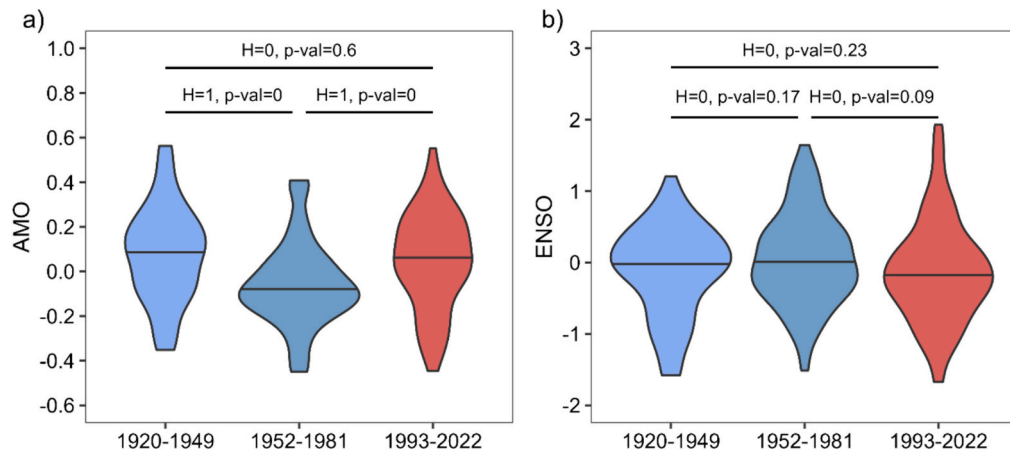 a)
H=0, p-val=0.6
H=1, p-val=0 H=1, p-val=0
AMO
1.0
0.8
0.6
0.4
0.2
0.0
-0.2
-0.4
-0.6
1920-1949 1952-1981 1993-2022
b)
H=0, p-val=0.23
H=0, p-val=0.17 H=0, p-val=0.09
ENSO
3
2
1
0
-1
-2
1920-1949 1952-1981 1993-2022